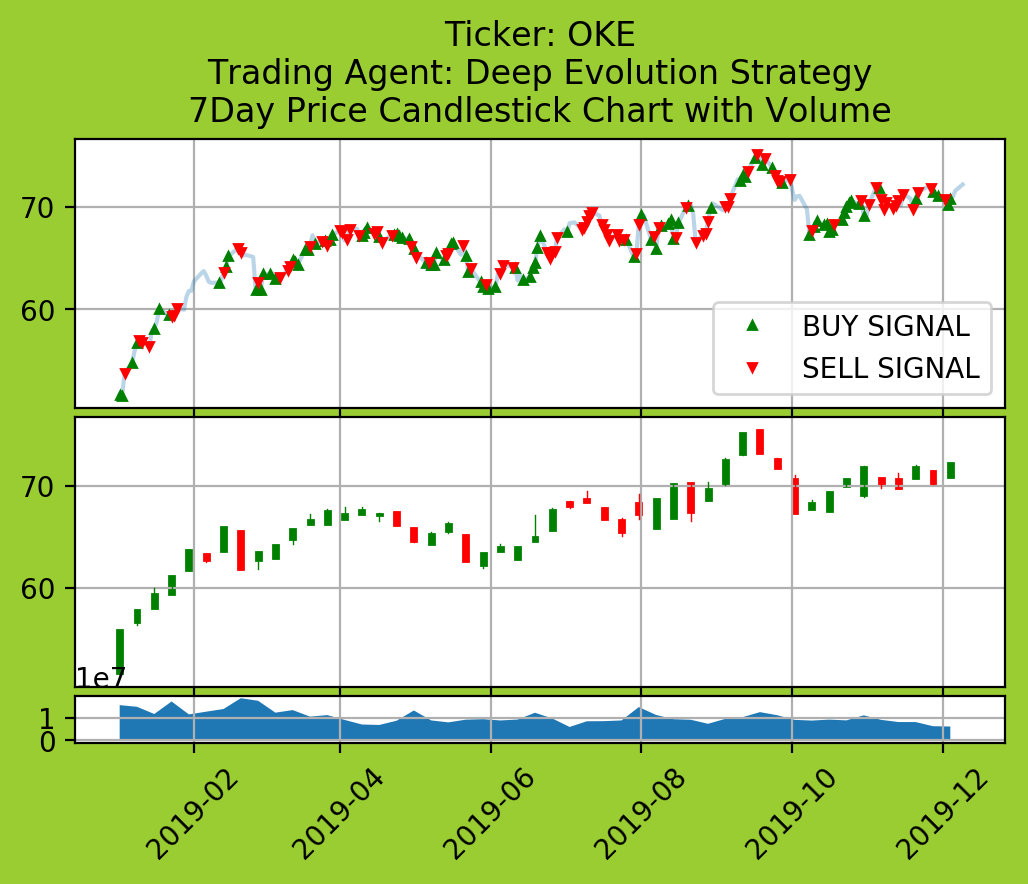 Ticker: OKE
Trading Agent: Deep Evolution Strategy
7Day Price Candlestick Chart with Volume
70
60
BUY SIGNAL
SELL SIGNAL
70
60
1e7
1
0
2019-02
2019-04
2019-06
2019-08
2019-10
2019-12